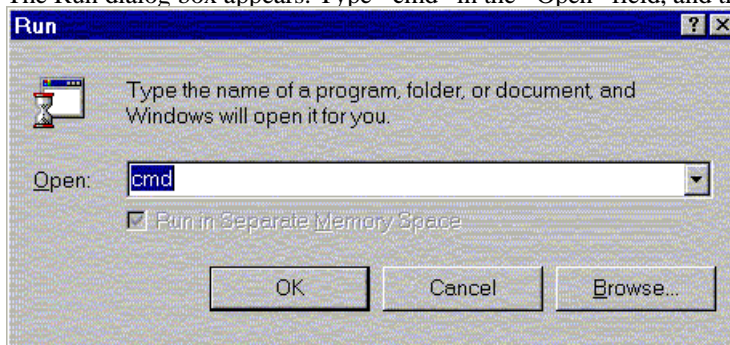 The Run dialog box appears. Type "cmd" in the "Open" field, and
Run
Type the name of a program, folder, or document, and
Windows will open it for you.
Open:
cmd
Run in Separate Memory Space
OK
Cancel
Browse...